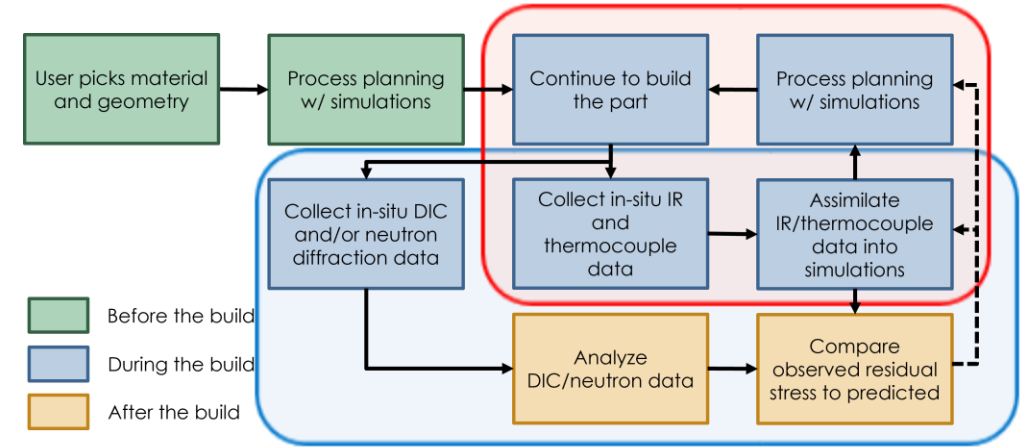 User picks material
and geometry
Process planning
w/ simulations
Continue to build
the part
Process planning
w/ simulations
Collect in-situ DIC
and/or neutron
diffraction data
Collect in-situ IR
and
thermocouple
data
Assimilate
IR/thermocouple
data into
simulations
Before the build
During the build
After the build
Analyze
DIC/neutron data
Compare
observed residual
stress to predicted